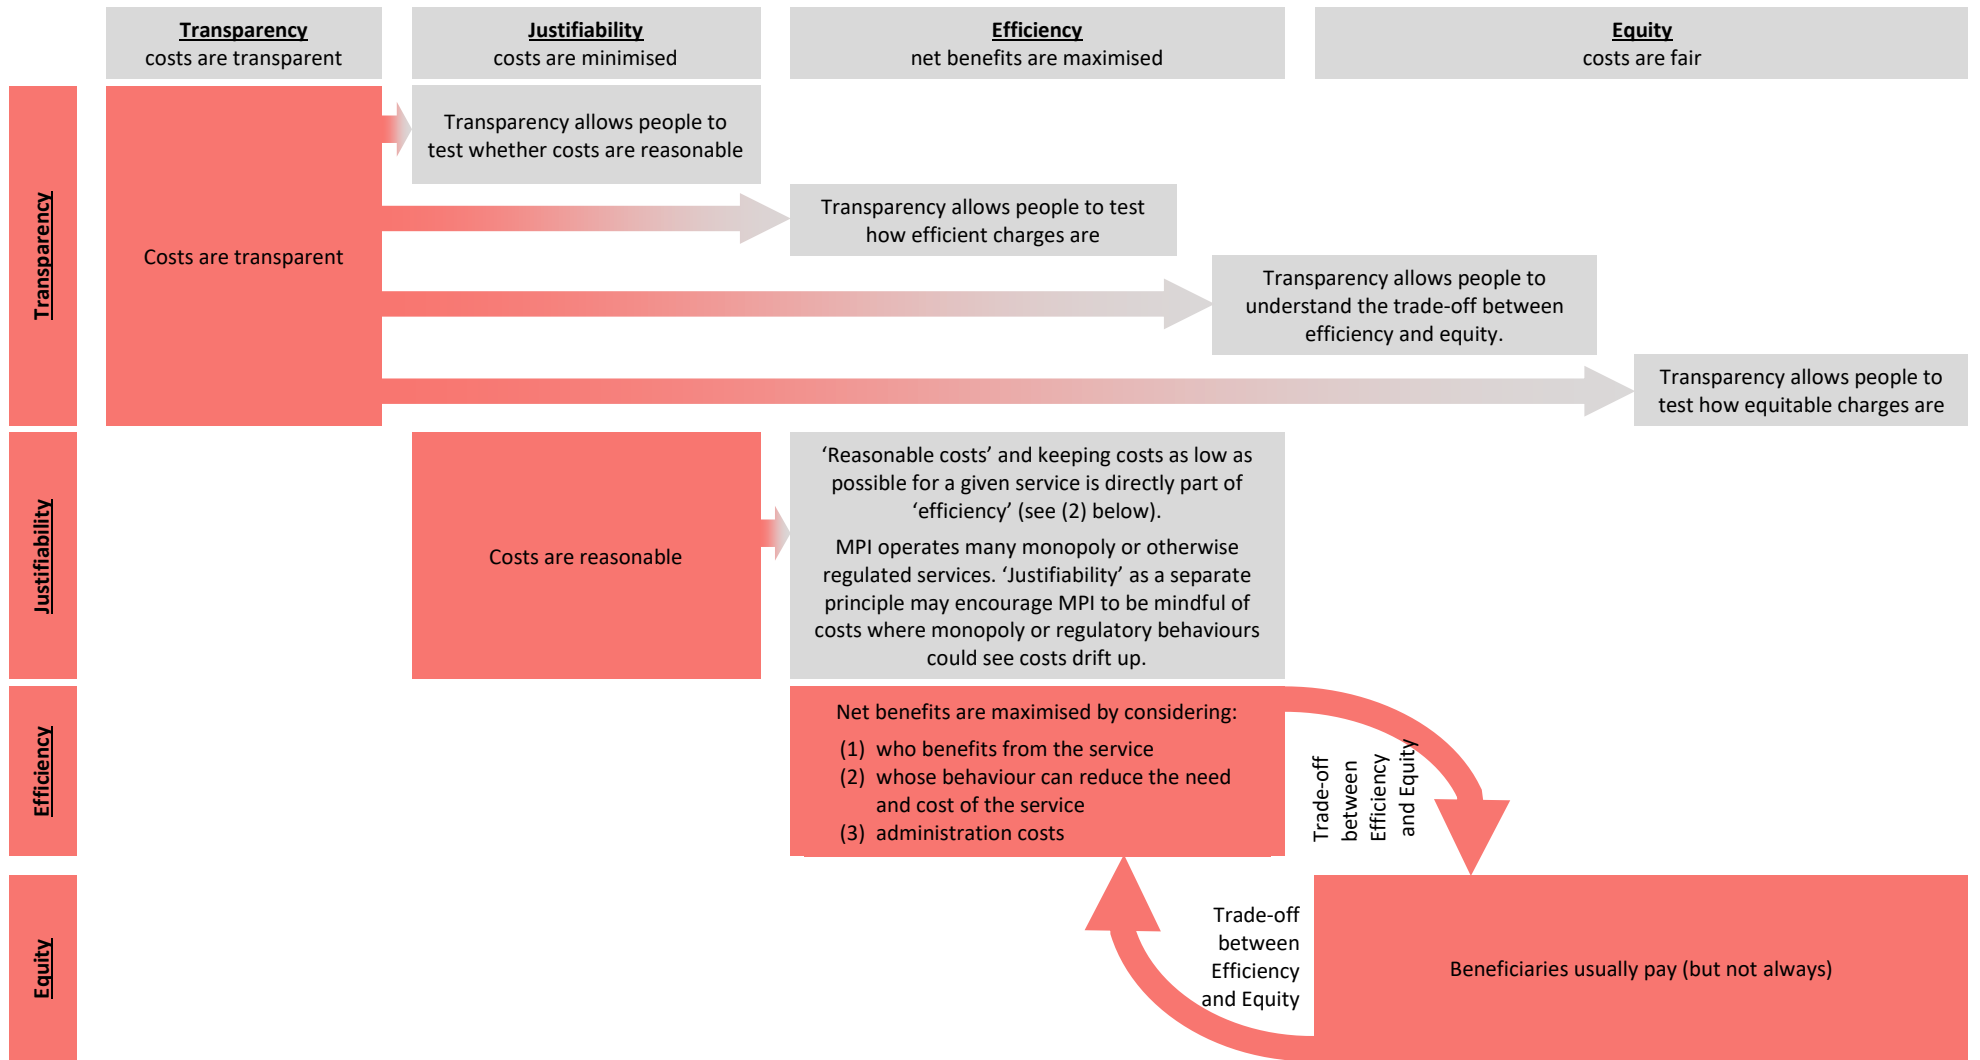 Transparency
costs are transparent
Justifiability
costs are minimised
Efficiency
net benefits are maximised
Equity
costs are fair
Transparency
Costs are transparent
Transparency allows people to
test whether costs are reasonable
Transparency allows people to test
how efficient charges are
Transparency allows people to
understand the trade-off between
efficiency and equity.
Transparency allows people to
test how equitable charges are
Justifiability
Costs are reasonable
‘Reasonable costs’ and keeping costs as low as
possible for a given service is directly part of
‘efficiency’ (see (2) below).
MPI operates many monopoly or otherwise
regulated services. ‘Justifiability’ as a separate
principle may encourage MPI to be mindful of
costs where monopoly or regulatory behaviours
could see costs drift up.
Efficiency
Net benefits are maximised by considering:
(1) who benefits from the service
(2) whose behaviour can reduce the need
and cost of the service
(3) administration costs
Trade-off
between
Efficiency
and Equity
Equity
Trade-off
between
Efficiency
and Equity
Beneficiaries usually pay (but not always)